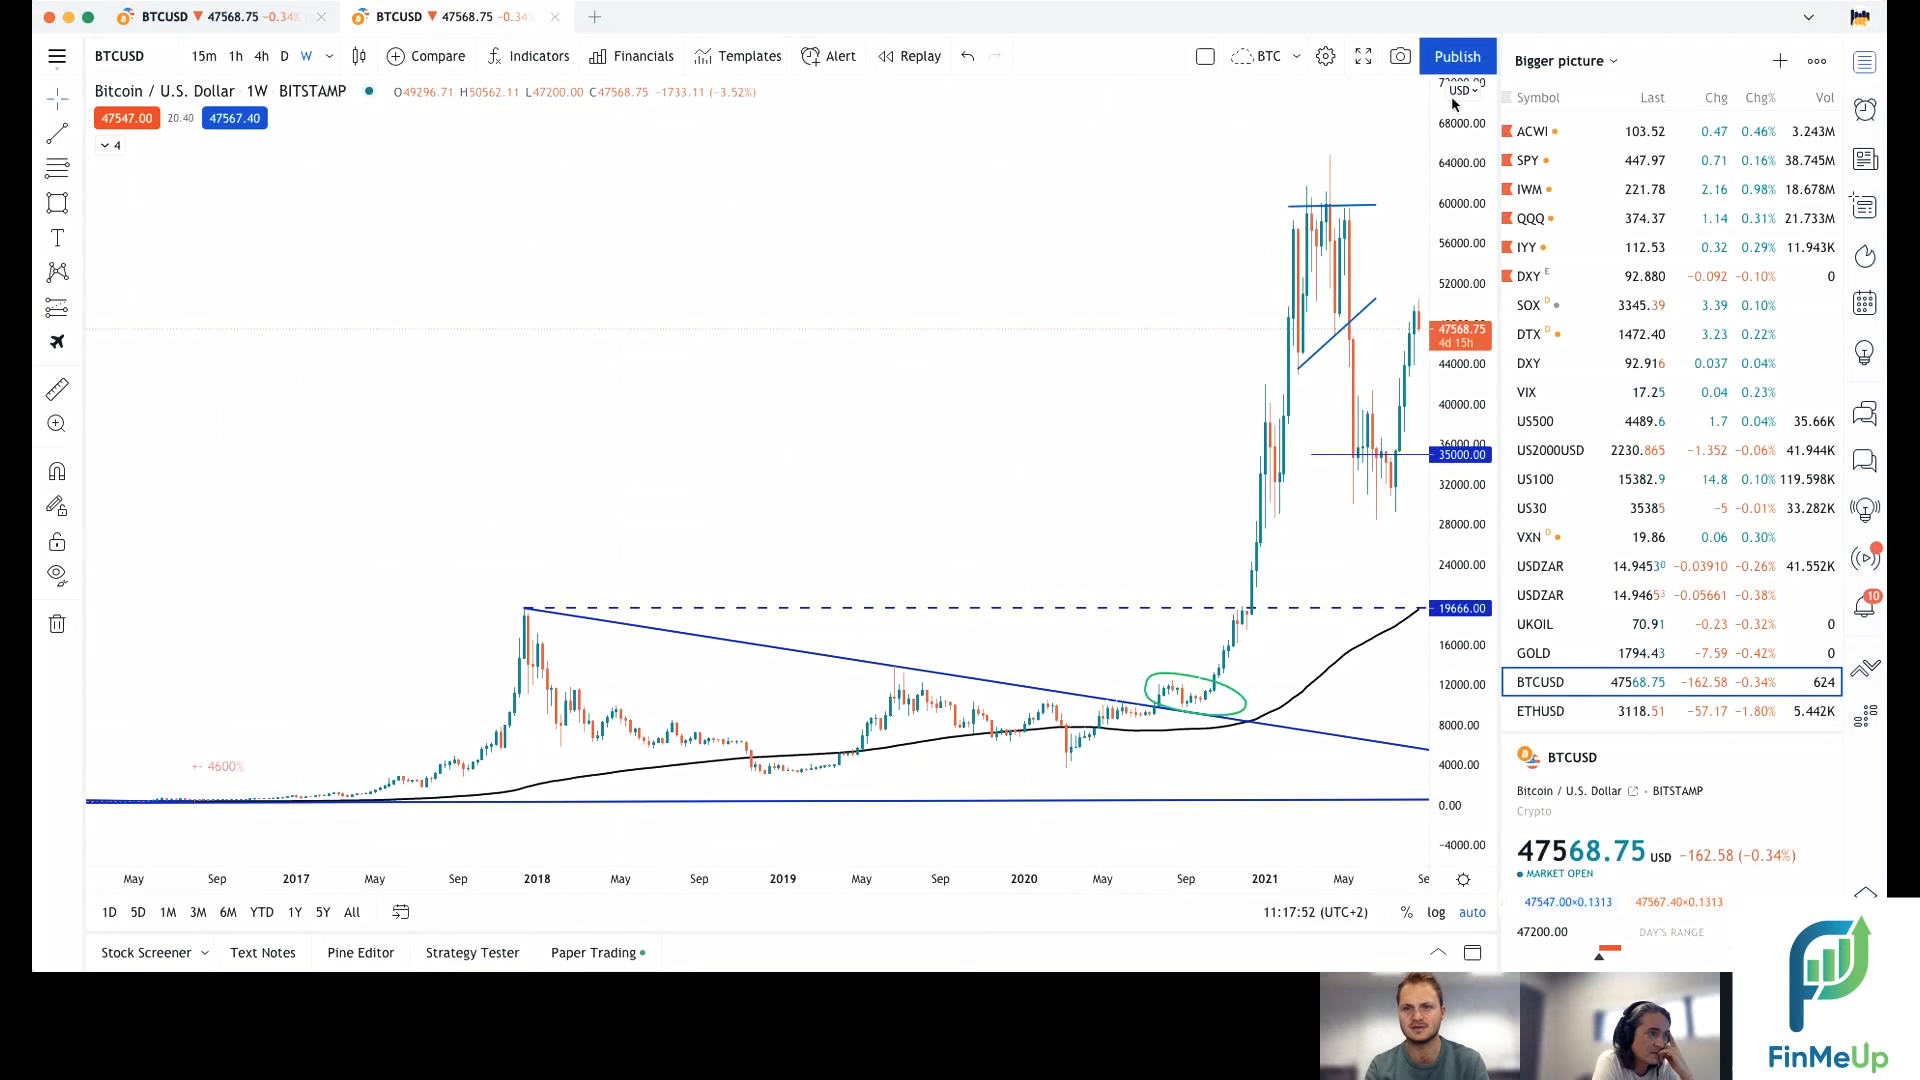 BTCUSD ▼ 47568.75 −0.34%
BTCUSD ▼ 47568.75 −0.34%
BTCUSD 15m 1h 4h D W Compare Indicators Financials Templates Alert Replay BTC Publish
Bitcoin / U.S. Dollar · 1W · BITSTAMP O49296.71 H50562.11 L47200.00 C47568.75 −1733.11 (−3.52%)
47547.00 20.40 47567.40
4
72000.00
USD
68000.00
64000.00
60000.00
56000.00
52000.00
47568.75
4d 15h
44000.00
40000.00
36000.00
35000.00
32000.00
28000.00
24000.00
19666.00
16000.00
12000.00
8000.00
4000.00
0.00
−4000.00
+- 4600%
May Sep 2017 May Sep 2018 May Sep 2019 May Sep 2020 May Sep 2021 May Se
1D 5D 1M 3M 6M YTD 1Y 5Y All 11:17:52 (UTC+2) % log auto
Stock Screener Text Notes Pine Editor Strategy Tester Paper Trading
Bigger picture
Symbol Last Chg Chg% Vol
ACWI 103.52 0.47 0.46% 3.243M
SPY 447.97 0.71 0.16% 38.745M
IWM 221.78 2.16 0.98% 18.678M
QQQ 374.37 1.14 0.31% 21.733M
IYY 112.53 0.32 0.29% 11.943K
DXY E 92.880 −0.092 −0.10% 0
SOX D 3345.39 3.39 0.10%
DTX D 1472.40 3.23 0.22%
DXY 92.916 0.037 0.04%
VIX 17.25 0.04 0.23%
US500 4489.6 1.7 0.04% 35.66K
US2000USD 2230.865 −1.352 −0.06% 41.944K
US100 15382.9 14.8 0.10% 119.598K
US30 35385 −5 −0.01% 33.282K
VXN D 19.86 0.06 0.30%
USDZAR 14.9453⁰ −0.03910 −0.26% 41.552K
USDZAR 14.9465³ −0.05661 −0.38%
UKOIL 70.91 −0.23 −0.32% 0
GOLD 1794.43 −7.59 −0.42% 0
BTCUSD 47568.75 −162.58 −0.34% 624
ETHUSD 3118.51 −57.17 −1.80% 5.442K
BTCUSD
Bitcoin / U.S. Dollar · BITSTAMP
Crypto
47568.75 USD −162.58 (−0.34%)
MARKET OPEN
47547.00×0.1313 47567.40×0.1313
47200.00 DAY'S RANGE
10
FinMeUp